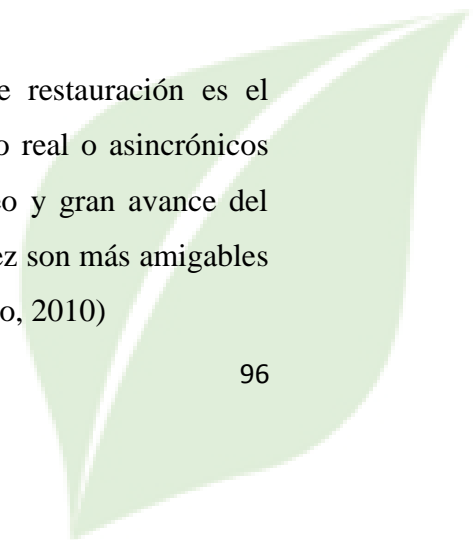 e restauración es el
o real o asincrónicos
o y gran avance del
ez son más amigables
o, 2010)
96